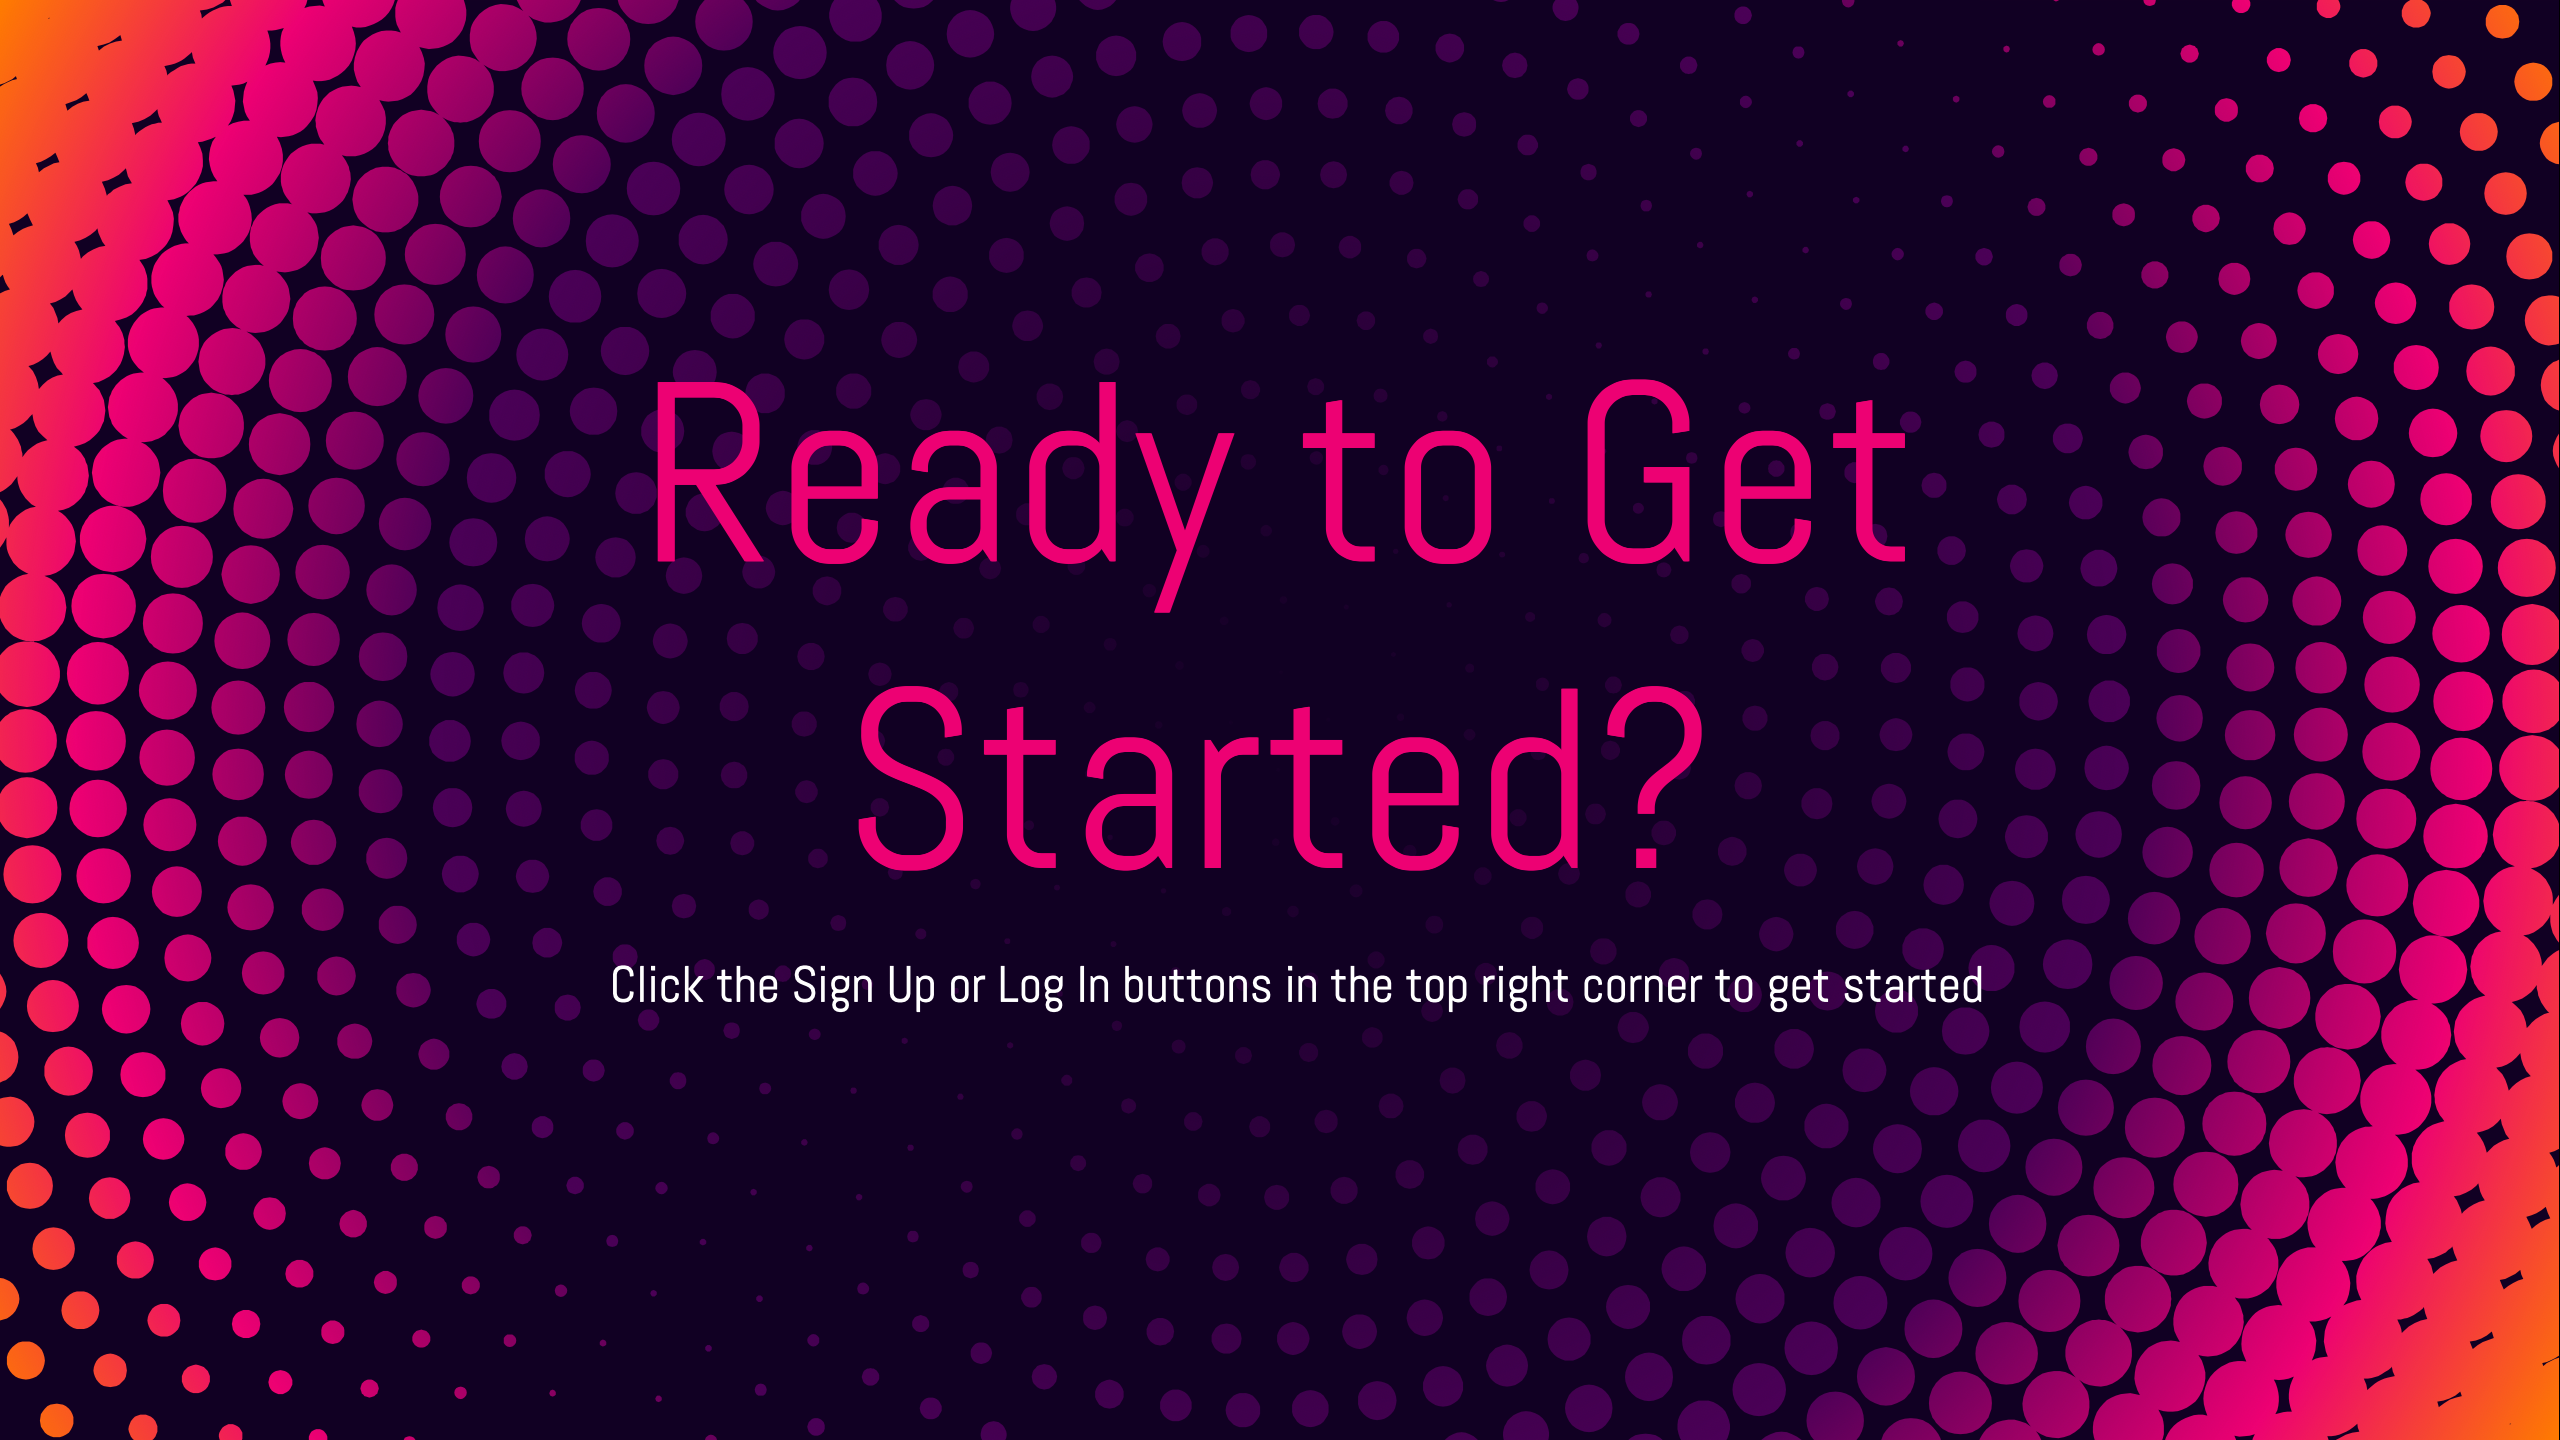 Ready to Get
Started?
Click the Sign Up or Log In buttons in the top right corner to get started